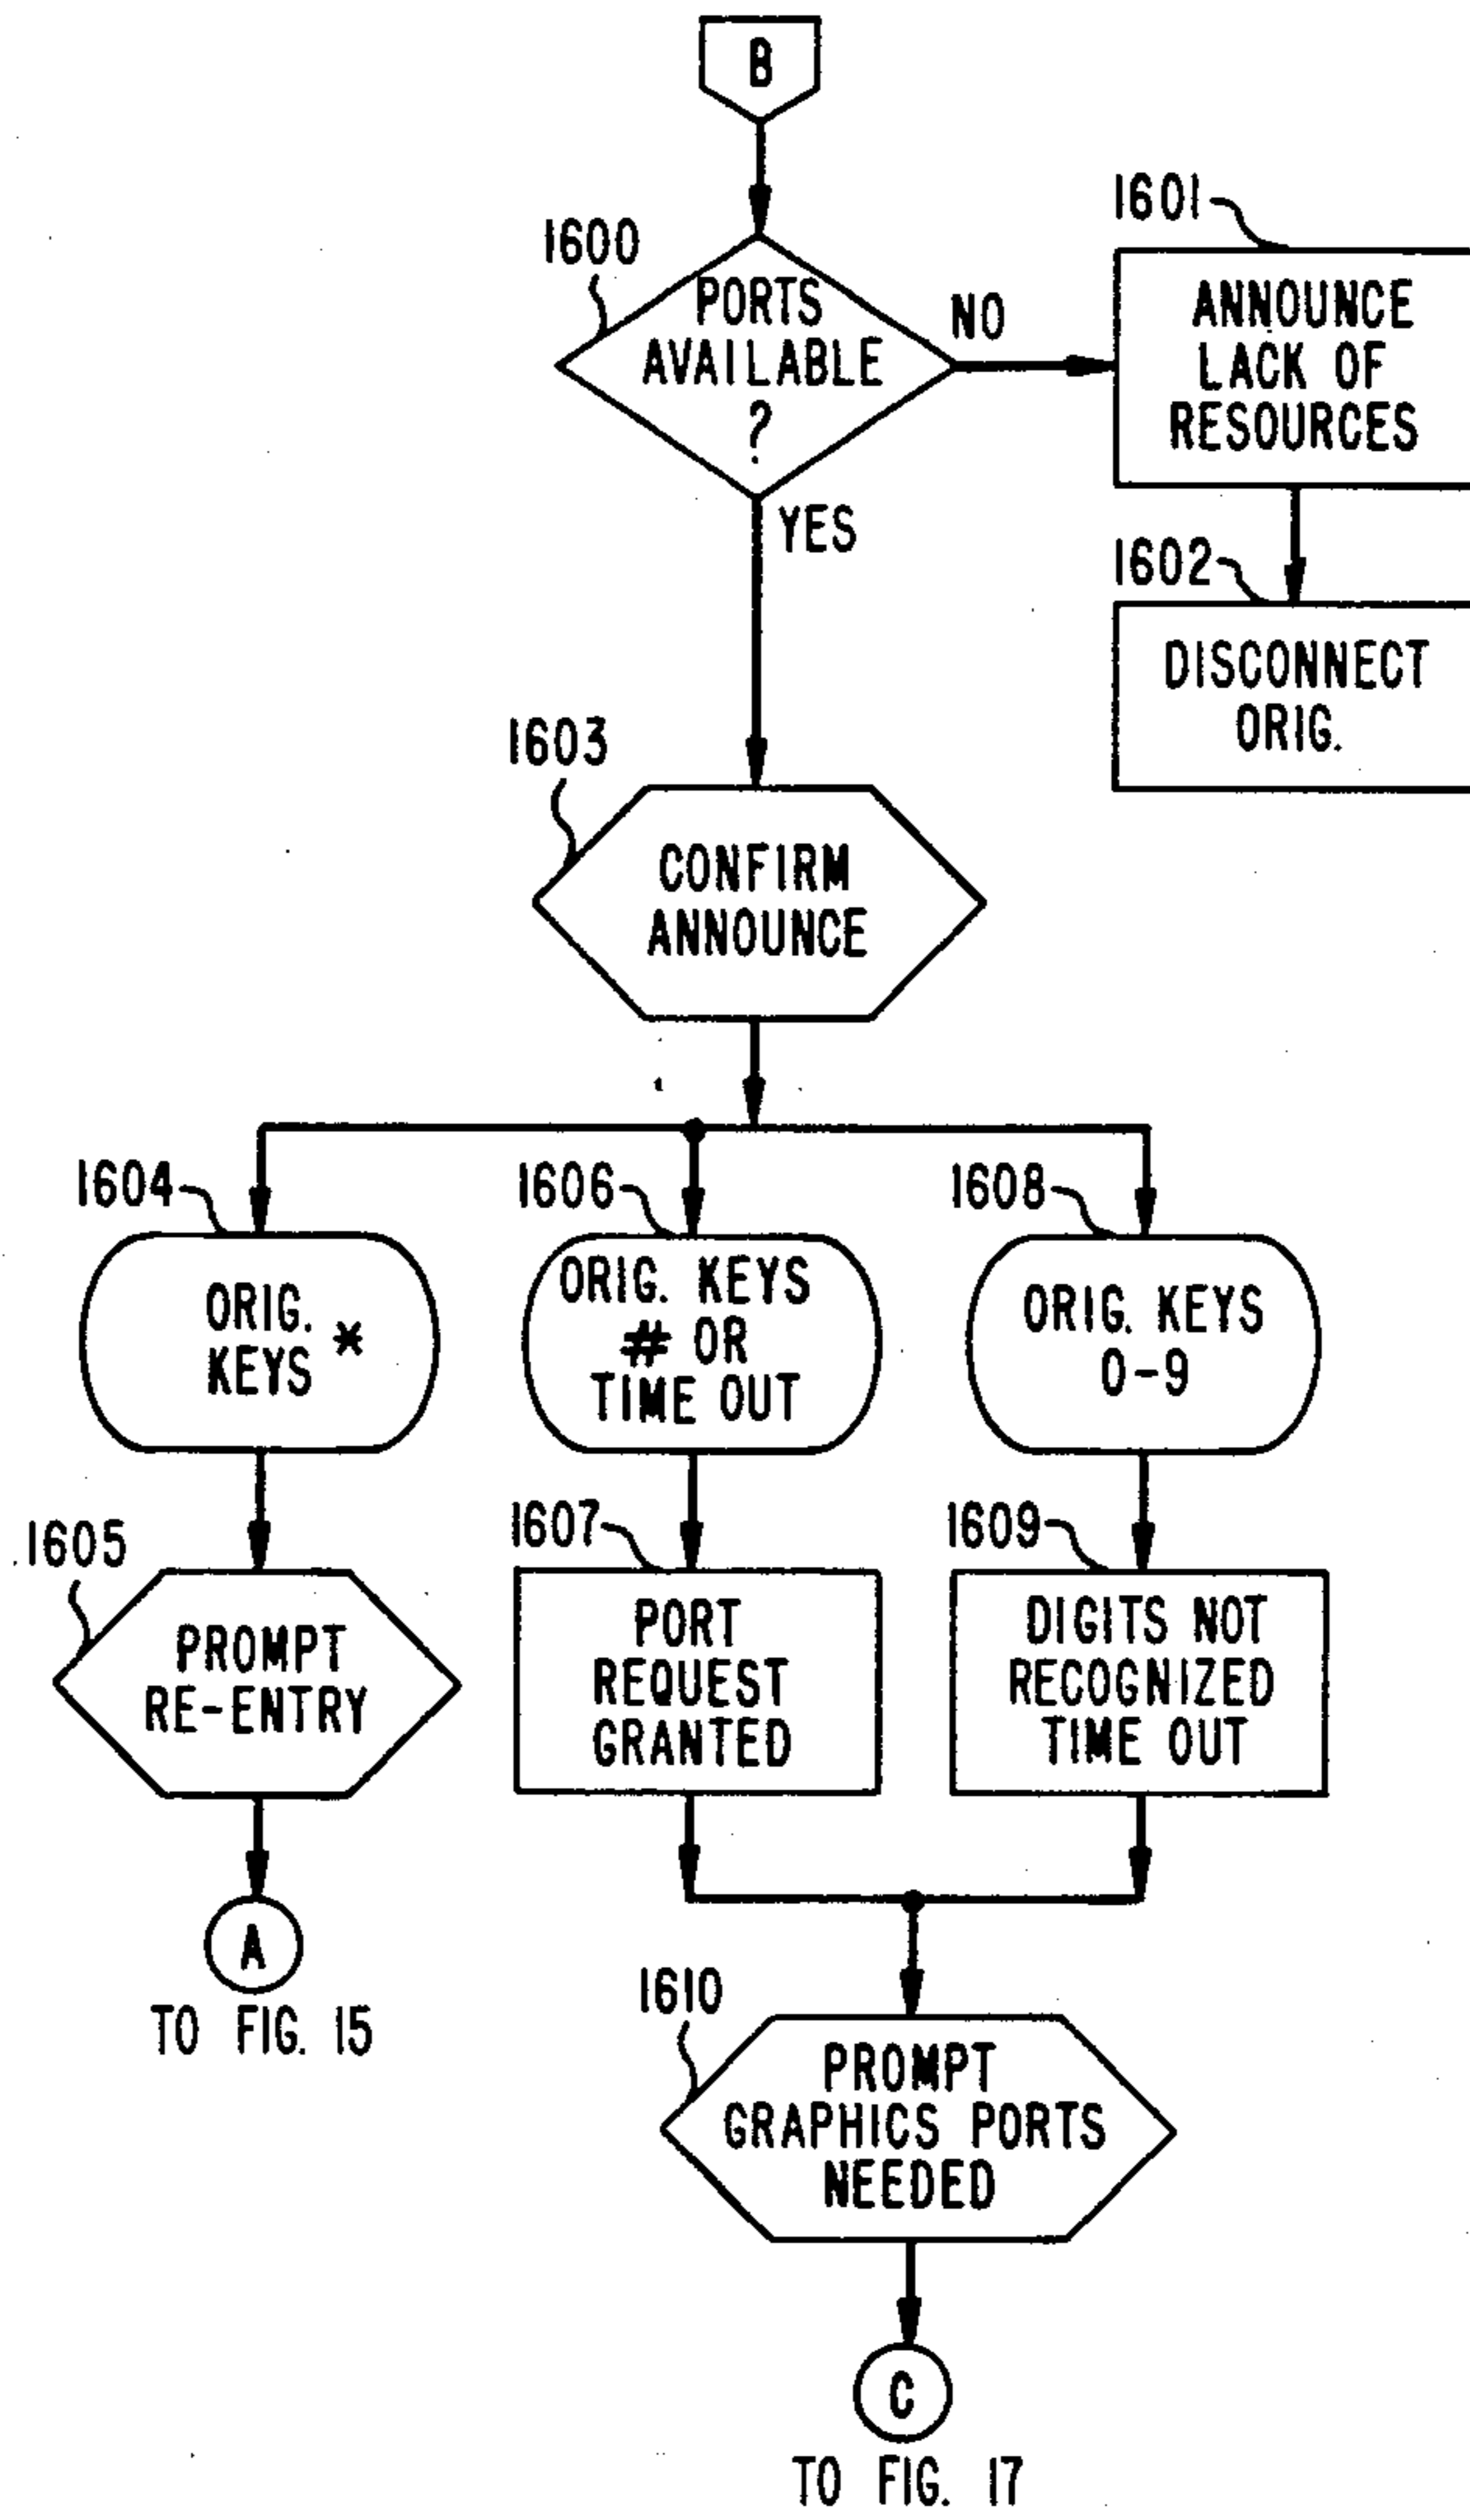 B
1600
PORTS
AVAILABLE
?
NO
YES
1601
ANNOUNCE
LACK OF
RESOURCES
1602
DISCONNECT
ORIG.
1603
CONFIRM
ANNOUNCE
1604
ORIG.
KEYS *
1606
ORIG. KEYS
# OR
TIME OUT
1608
ORIG. KEYS
0-9
1605
PROMPT
RE-ENTRY
1607
PORT
REQUEST
GRANTED
1609
DIGITS NOT
RECOGNIZED
TIME OUT
A
TO FIG. 15
1610
PROMPT
GRAPHICS PORTS
NEEDED
C
TO FIG. 17